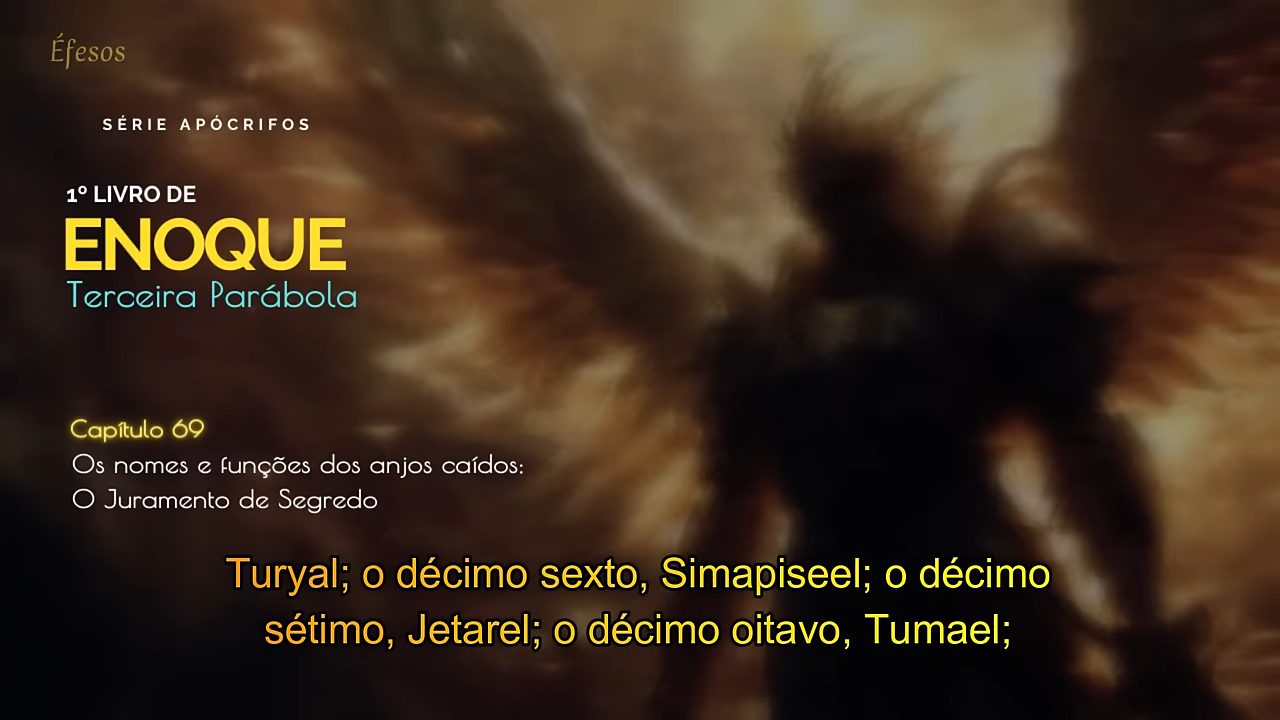 Éfesos
SÉRIE APÓCRIFOS
1º LIVRO DE
ENOQUE
Terceira Parábola
Capítulo 69
Os nomes e funções dos anjos caídos:
O Juramento de Segredo
Turyal; o décimo sexto, Simapiseel; o décimo
sétimo, Jetarel; o décimo oitavo, Tumael;